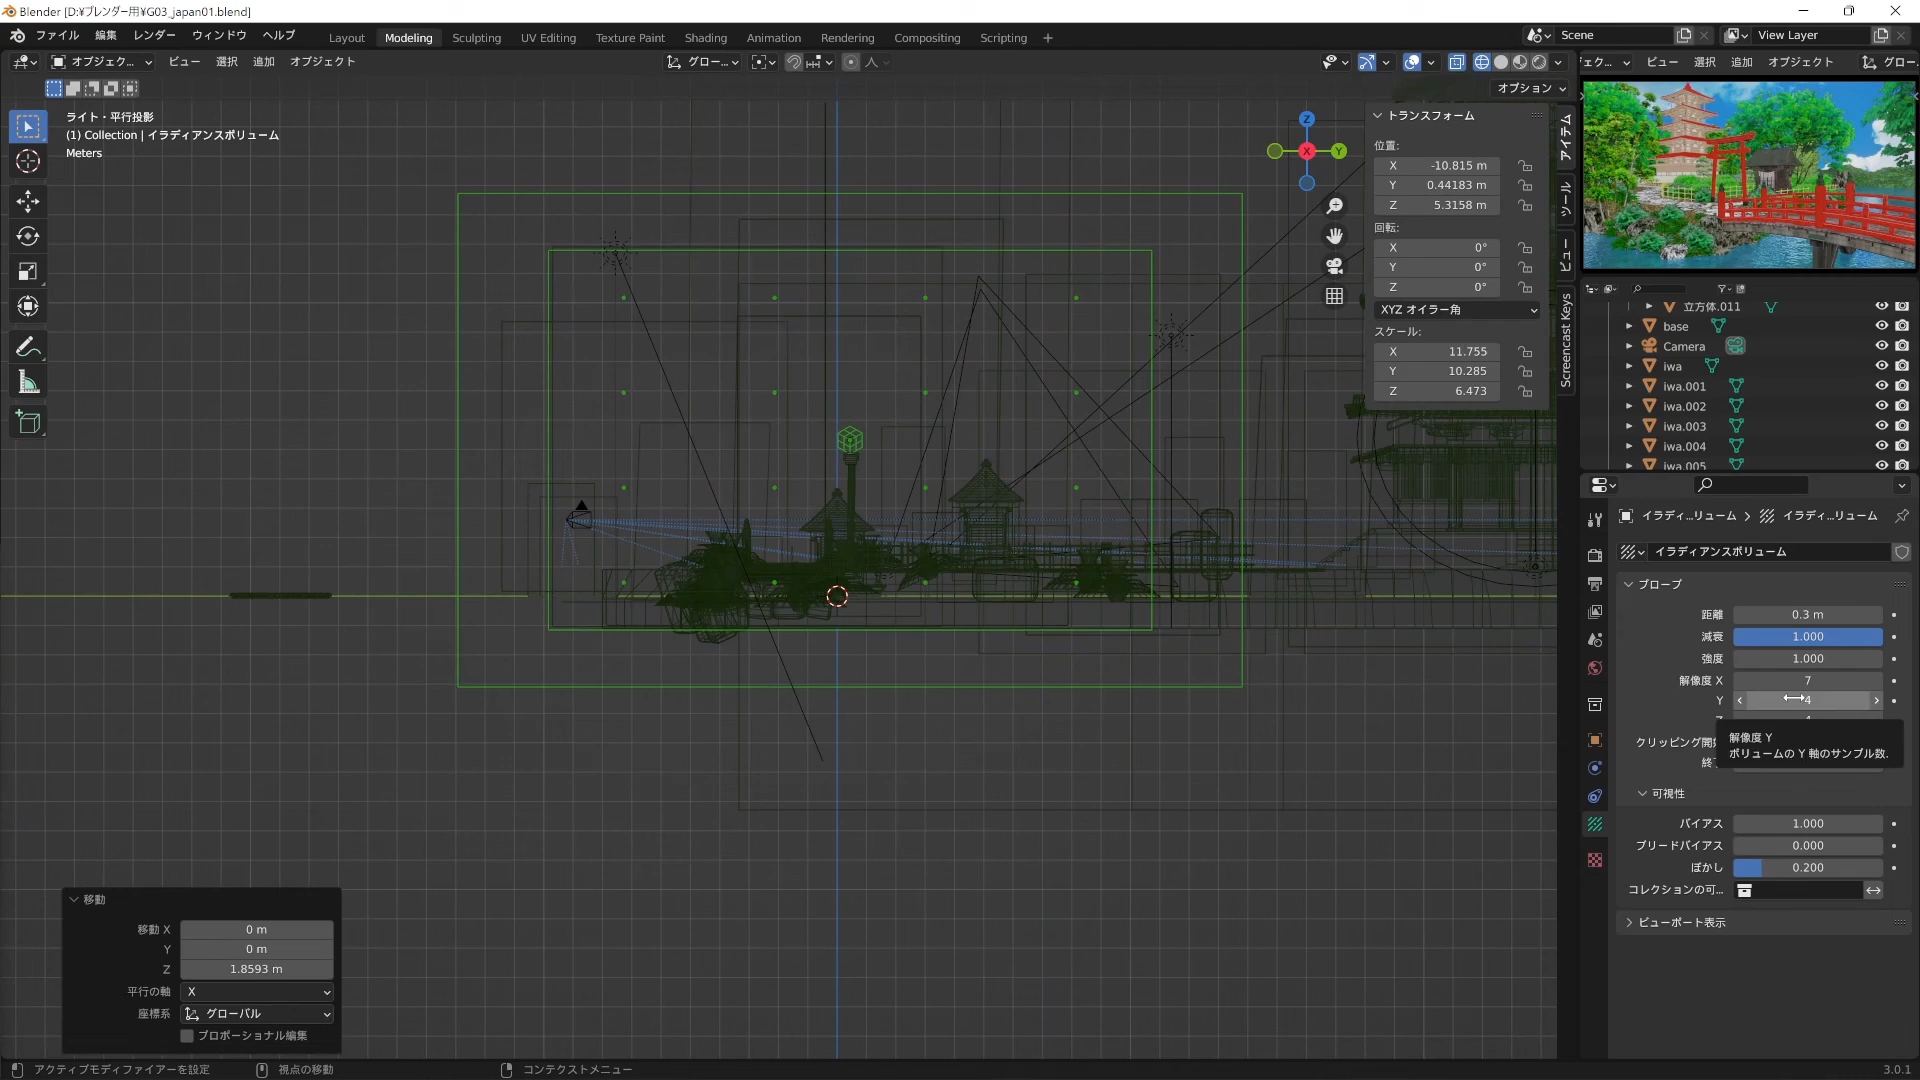 Blender [D:¥ブレンダー用¥G03_japan01.blend]
ファイル 編集 レンダー ウィンドウ ヘルプ Layout Modeling Sculpting UV Editing Texture Paint Shading Animation Rendering Compositing Scripting + Scene View Layer
オブジェク... ビュー 選択 追加 オブジェクト グロー... ェク... ビュー 選択 追加 オブジェクト グロー
オプション
ライト・平行投影
(1) Collection | イラディアンスボリューム
Meters
Z
X
Y
トランスフォーム
位置:
X -10.815 m
Y 0.44183 m
Z 5.3158 m
回転:
X 0°
Y 0°
Z 0°
XYZ オイラー角
スケール:
X 11.755
Y 10.285
Z 6.473
アイテム
ツール
ビュー
Screencast Keys
立方体.011
base
Camera
iwa
iwa.001
iwa.002
iwa.003
iwa.004
iwa.005
イラディ...リューム > イラディ...リューム
イラディアンスボリューム
プローブ
距離 0.3 m
減衰 1.000
強度 1.000
解像度 X 7
Y 4
クリッピング開
終
解像度 Y
ボリュームの Y 軸のサンプル数.
可視性
バイアス 1.000
ブリードバイアス 0.000
ぼかし 0.200
コレクションの可...
ビューポート表示
移動
移動 X 0 m
Y 0 m
Z 1.8593 m
平行の軸 X
座標系 グローバル
プロポーショナル編集
アクティブモディファイアーを設定 視点の移動 コンテクストメニュー 3.0.1